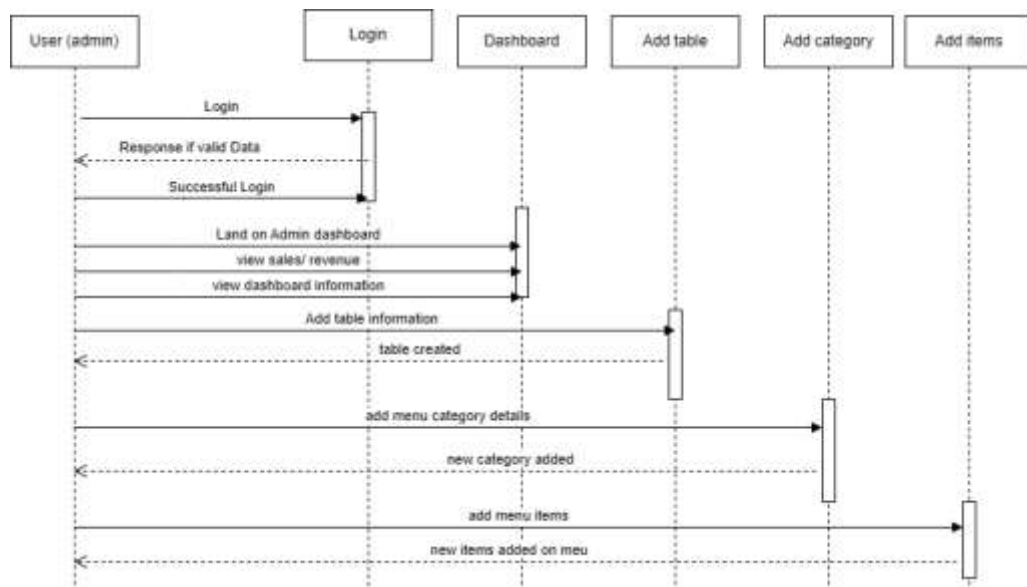 User (admin)
Login
Dashboard
Add table
Add category
Add items
Login
Response if valid Data
Successful Login
Land on Admin dashboard
view sales/ revenue
view dashboard information
Add table information
table created
add menu category details
new category added
add menu items
new items added on meu